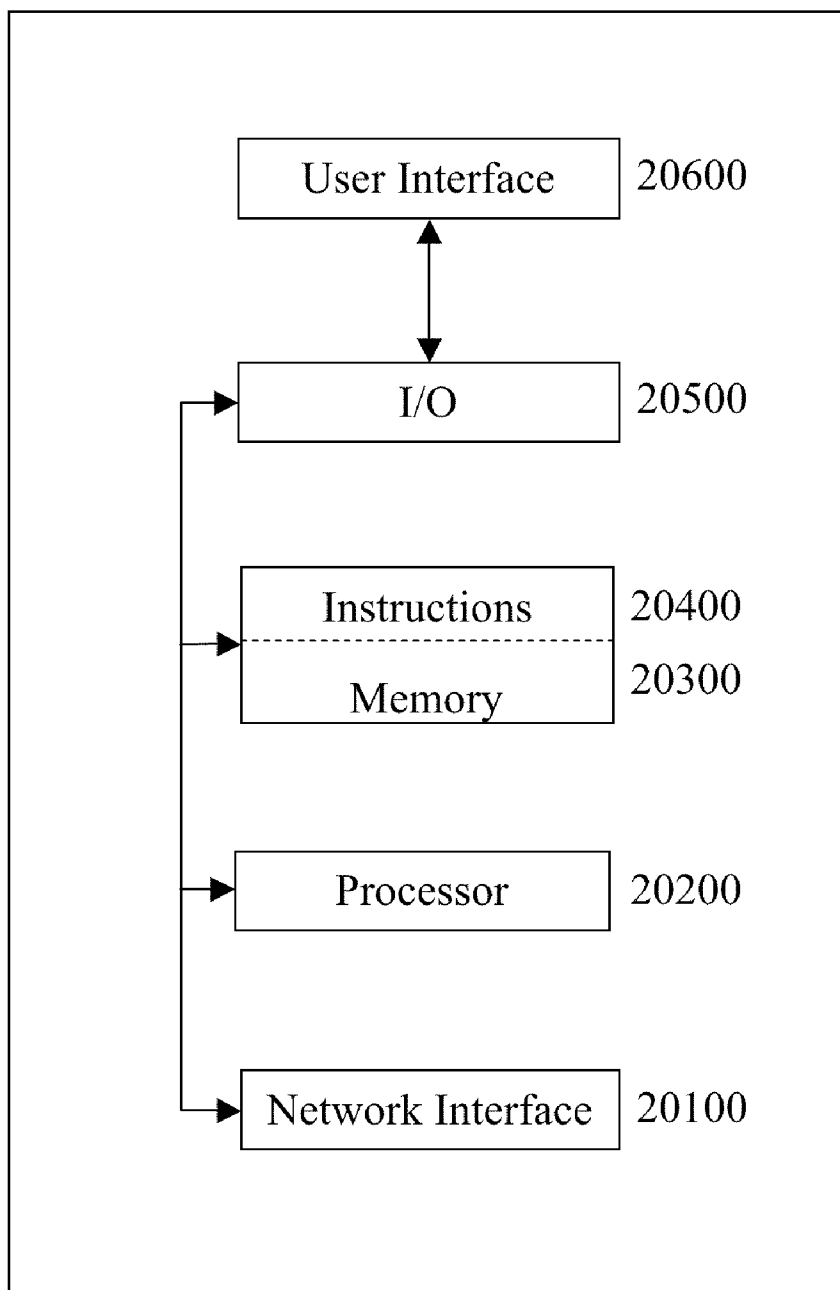 User Interface 20600
I/O 20500
Instructions 20400
Memory 20300
Processor 20200
Network Interface 20100